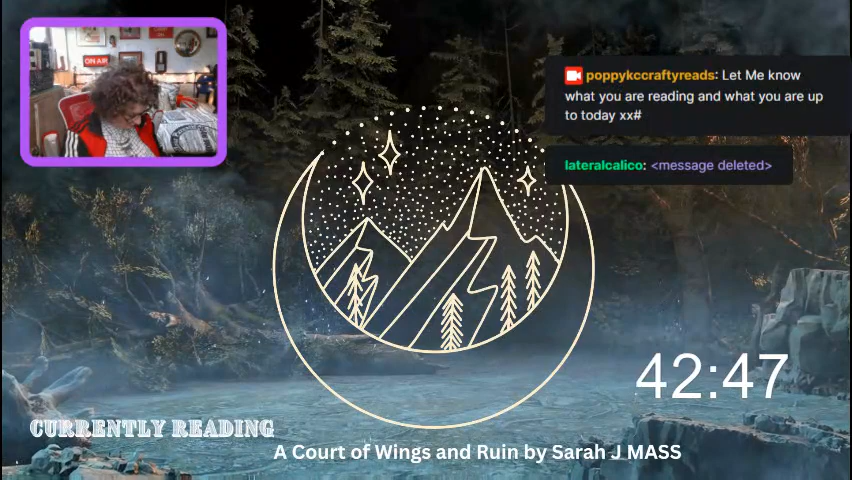 ON AIR
poppykccraftyreads: Let Me know
what you are reading and what you are up
to today xx#
lateralcalico: <message deleted>
42:47
CURRENTLY READING
A Court of Wings and Ruin by Sarah J MASS